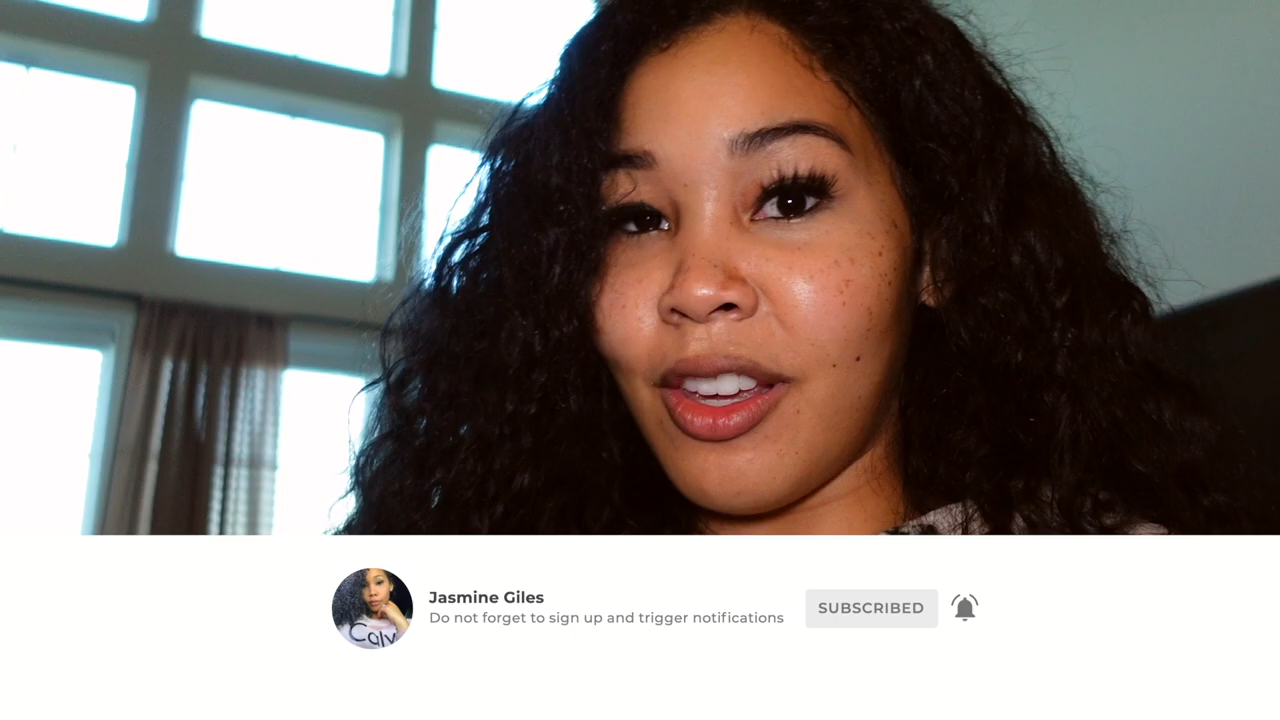 Jasmine Giles
Do not forget to sign up and trigger notifications
SUBSCRIBED